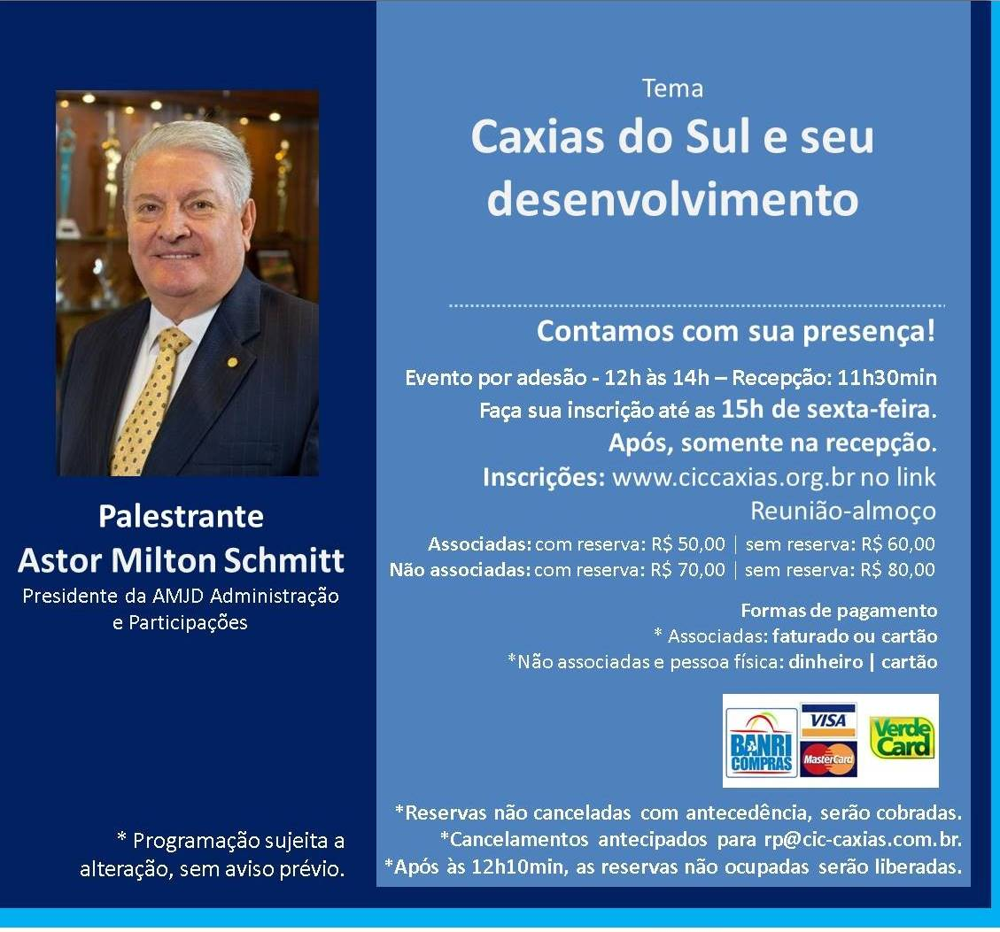 Tema
Caxias do Sul e seu
desenvolvimento
Contamos com sua presença!
Evento por adesão - 12h às 14h – Recepção: 11h30min
Faça sua inscrição até as 15h de sexta-feira.
Após, somente na recepção.
Inscrições: www.ciccaxias.org.br no link
Reunião-almoço
Associadas: com reserva: R$ 50,00 | sem reserva: R$ 60,00
Não associadas: com reserva: R$ 70,00 | sem reserva: R$ 80,00
Formas de pagamento
* Associadas: faturado ou cartão
*Não associadas e pessoa física: dinheiro | cartão
BANRI
COMPRAS
VISA
MasterCard
Verde
Card
*Reservas não canceladas com antecedência, serão cobradas.
*Cancelamentos antecipados para rp@cic-caxias.com.br.
*Após às 12h10min, as reservas não ocupadas serão liberadas.
Palestrante
Astor Milton Schmitt
Presidente da AMJD Administração
e Participações
* Programação sujeita a
alteração, sem aviso prévio.